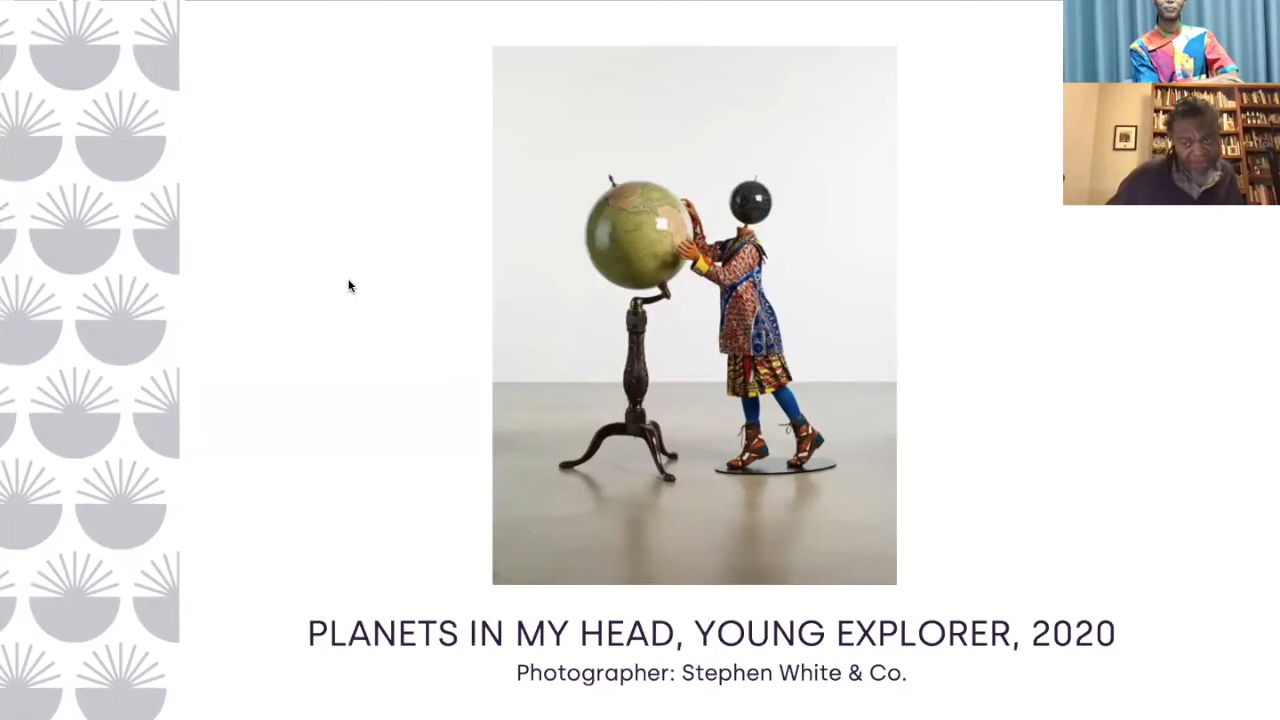 PLANETS IN MY HEAD, YOUNG EXPLORER, 2020
Photographer: Stephen White & Co.